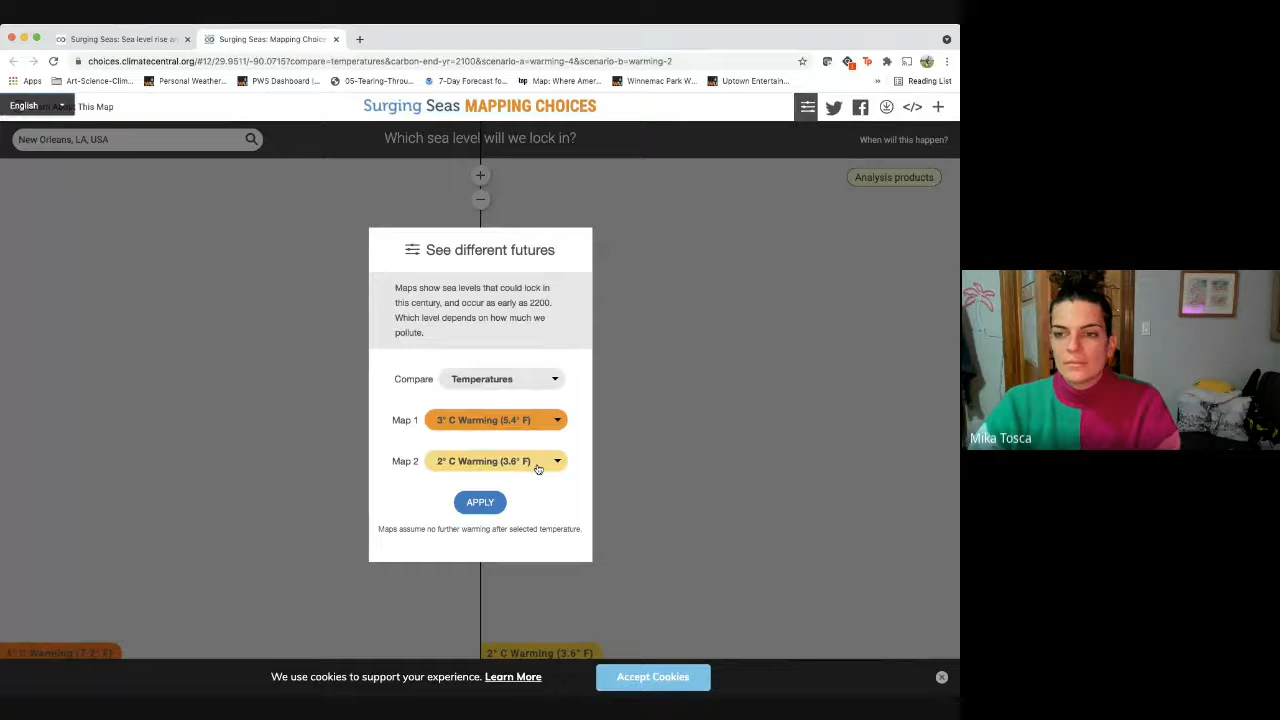 Surging Seas: Sea level rise an
Surging Seas: Mapping Choice
choices.climatecentral.org/#12/29.9511/-90.0715?compare=temperatures&carbon-end-yr=2100&scenario-a=warming-4&scenario-b=warming-2
Apps
Art-Science-Clim...
Personal Weather...
PWS Dashboard |...
05-Tearing-Throu...
7-Day Forecast fo...
Map: Where Amer...
Winnemac Park W...
Uptown Entertain...
»
Reading List
English
About This Map
Surging Seas MAPPING CHOICES
New Orleans, LA, USA
Which sea level will we lock in?
When will this happen?
Analysis products
See different futures
Maps show sea levels that could lock in
this century, and occur as early as 2200.
Which level depends on how much we
pollute.
Compare Temperatures
Map 1 3° C Warming (5.4° F)
Map 2 2° C Warming (3.6° F)
APPLY
Maps assume no further warming after selected temperature.
4° C Warming (7.2° F)
2° C Warming (3.6° F)
We use cookies to support your experience. Learn More
Accept Cookies
Mika Tosca